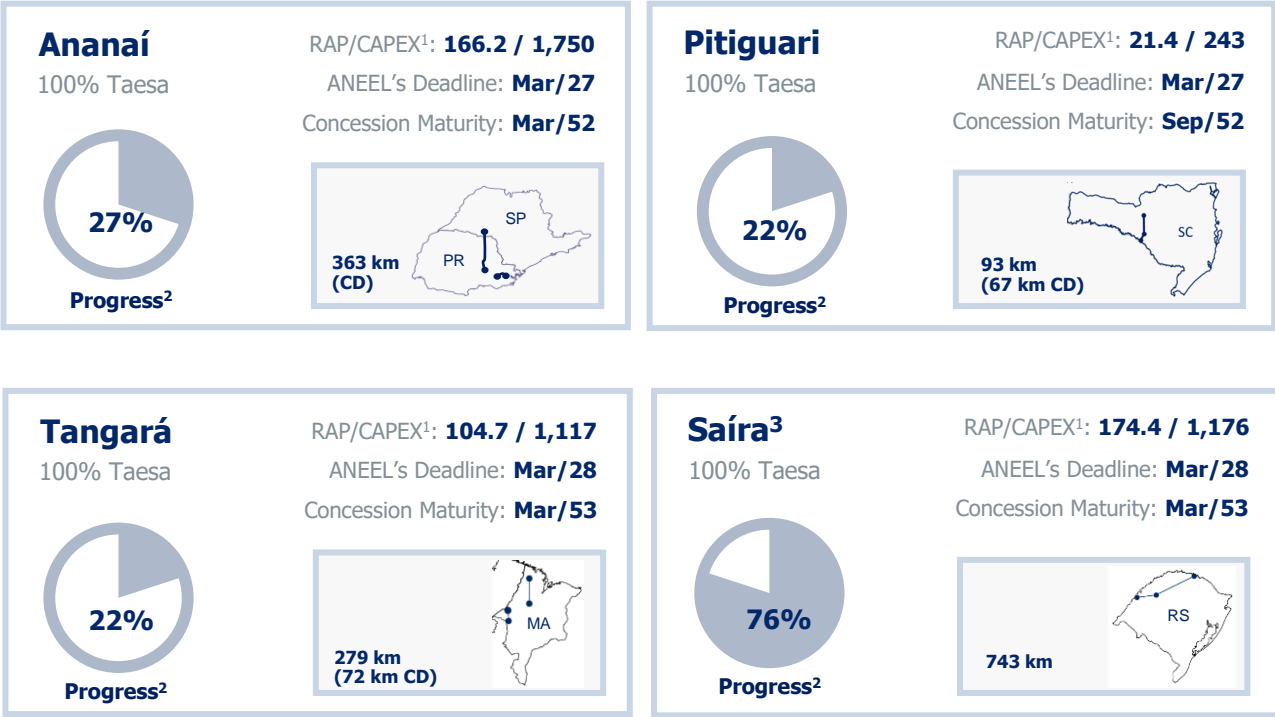 Ananaí
100% Taesa
RAP/CAPEX¹: 166.2 / 1,750
ANEEL’s Deadline: Mar/27
Concession Maturity: Mar/52
27%
Progress²
SP
PR
363 km
(CD)
Pitiguari
100% Taesa
RAP/CAPEX¹: 21.4 / 243
ANEEL’s Deadline: Mar/27
Concession Maturity: Sep/52
22%
Progress²
SC
93 km
(67 km CD)
Tangará
100% Taesa
RAP/CAPEX¹: 104.7 / 1,117
ANEEL’s Deadline: Mar/28
Concession Maturity: Mar/53
22%
Progress²
MA
279 km
(72 km CD)
Saíra³
100% Taesa
RAP/CAPEX¹: 174.4 / 1,176
ANEEL’s Deadline: Mar/28
Concession Maturity: Mar/53
76%
Progress²
RS
743 km